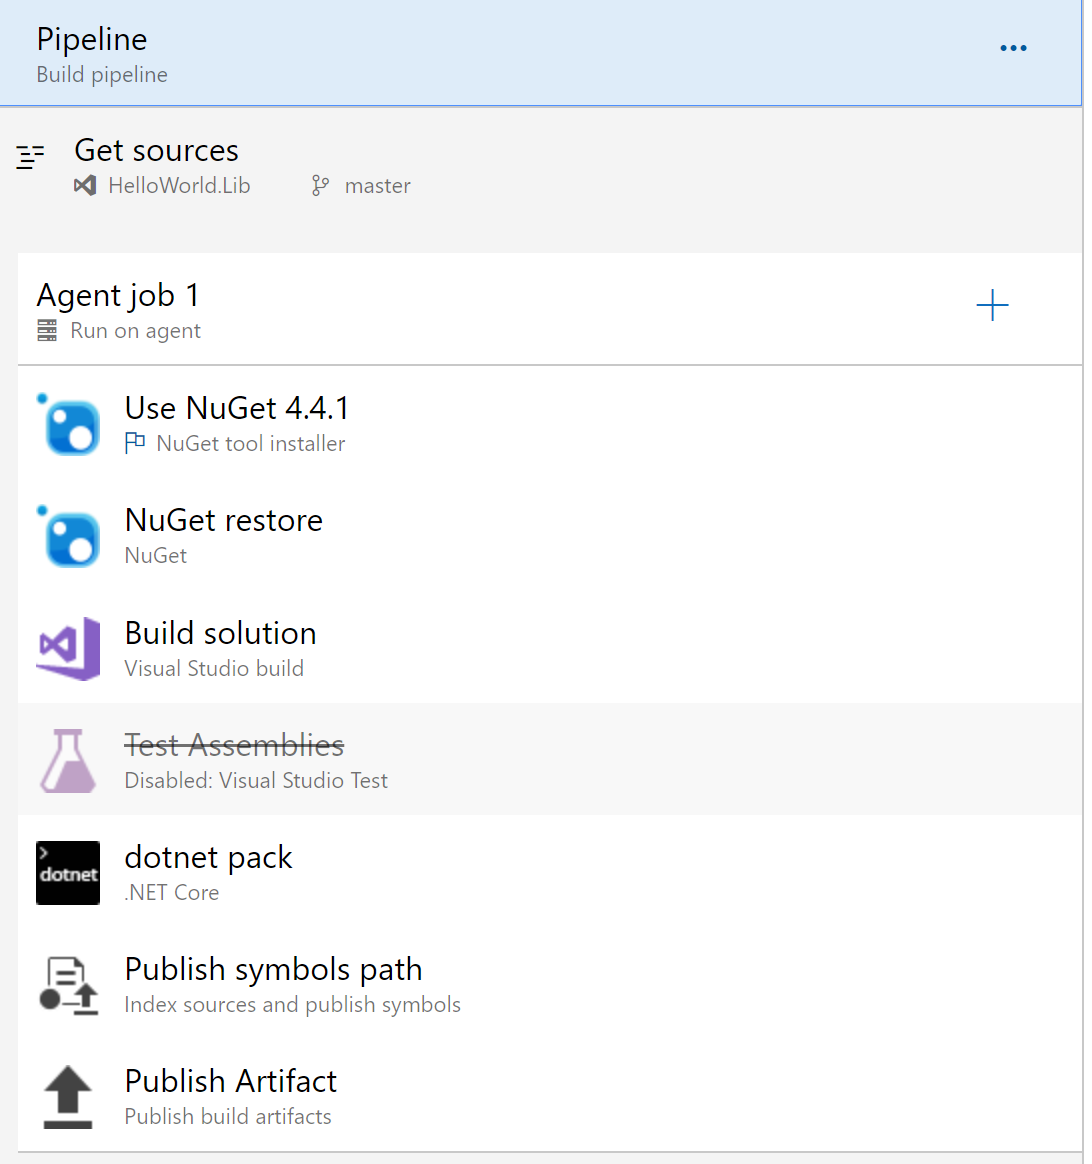 Pipeline
Build pipeline
Get sources
HelloWorld.Lib master
Agent job 1
Run on agent
Use NuGet 4.4.1
NuGet tool installer
NuGet restore
NuGet
Build solution
Visual Studio build
Test Assemblies
Disabled: Visual Studio Test
dotnet
dotnet pack
.NET Core
Publish symbols path
Index sources and publish symbols
Publish Artifact
Publish build artifacts